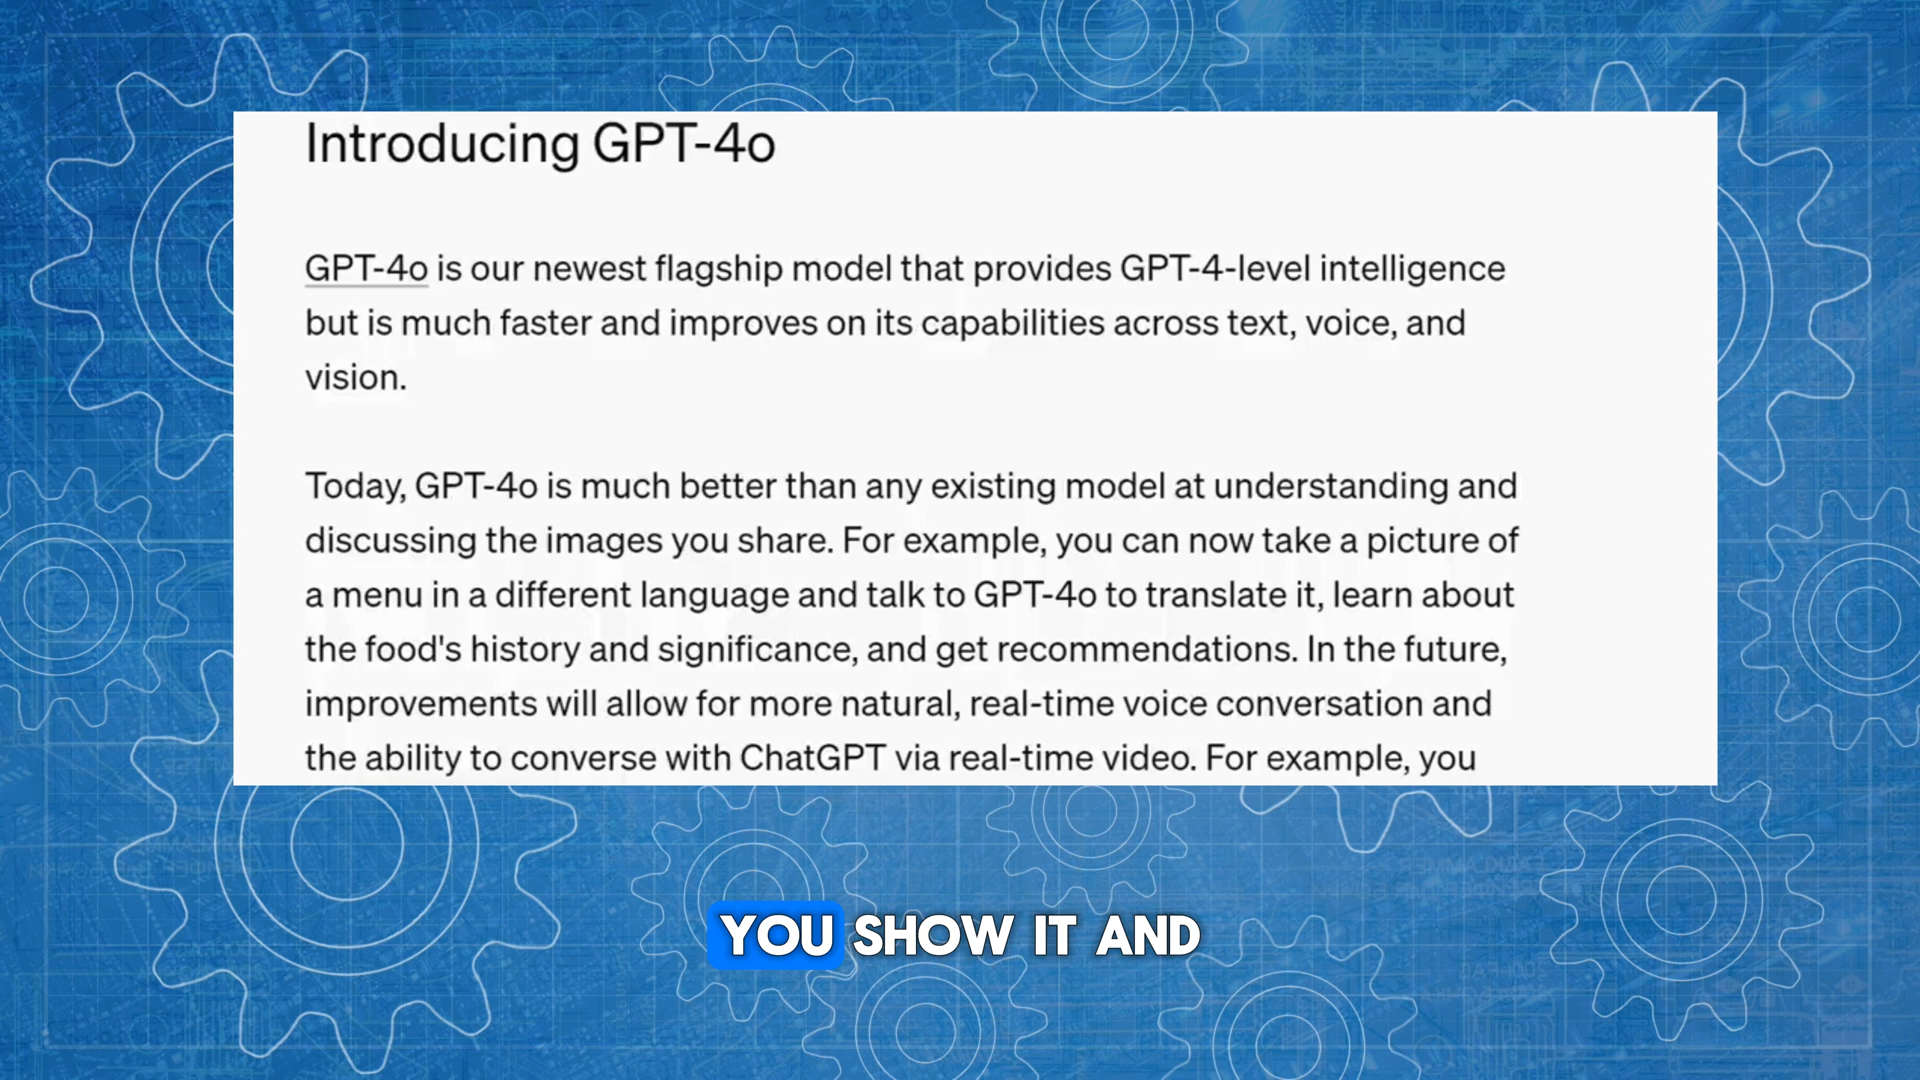 Introducing GPT-4o
GPT-4o is our newest flagship model that provides GPT-4-level intelligence
but is much faster and improves on its capabilities across text, voice, and
vision.
Today, GPT-4o is much better than any existing model at understanding and
discussing the images you share. For example, you can now take a picture of
a menu in a different language and talk to GPT-4o to translate it, learn about
the food's history and significance, and get recommendations. In the future,
improvements will allow for more natural, real-time voice conversation and
the ability to converse with ChatGPT via real-time video. For example, you
YOU SHOW IT AND